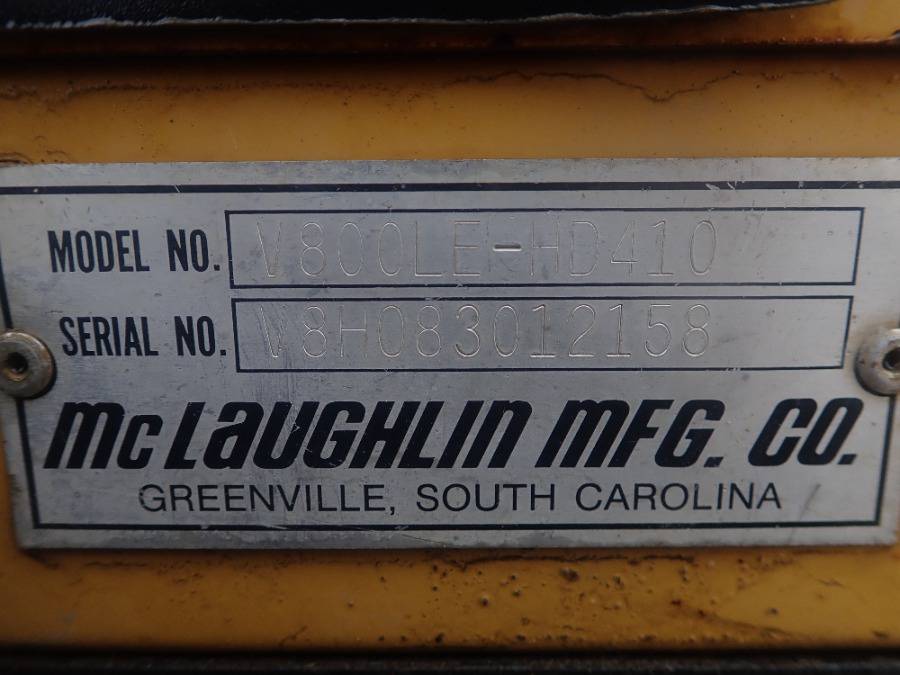 MODEL NO. V800LE-HD410
SERIAL NO. V8H083012158
McLAUGHLIN MFG. CO.
GREENVILLE, SOUTH CAROLINA